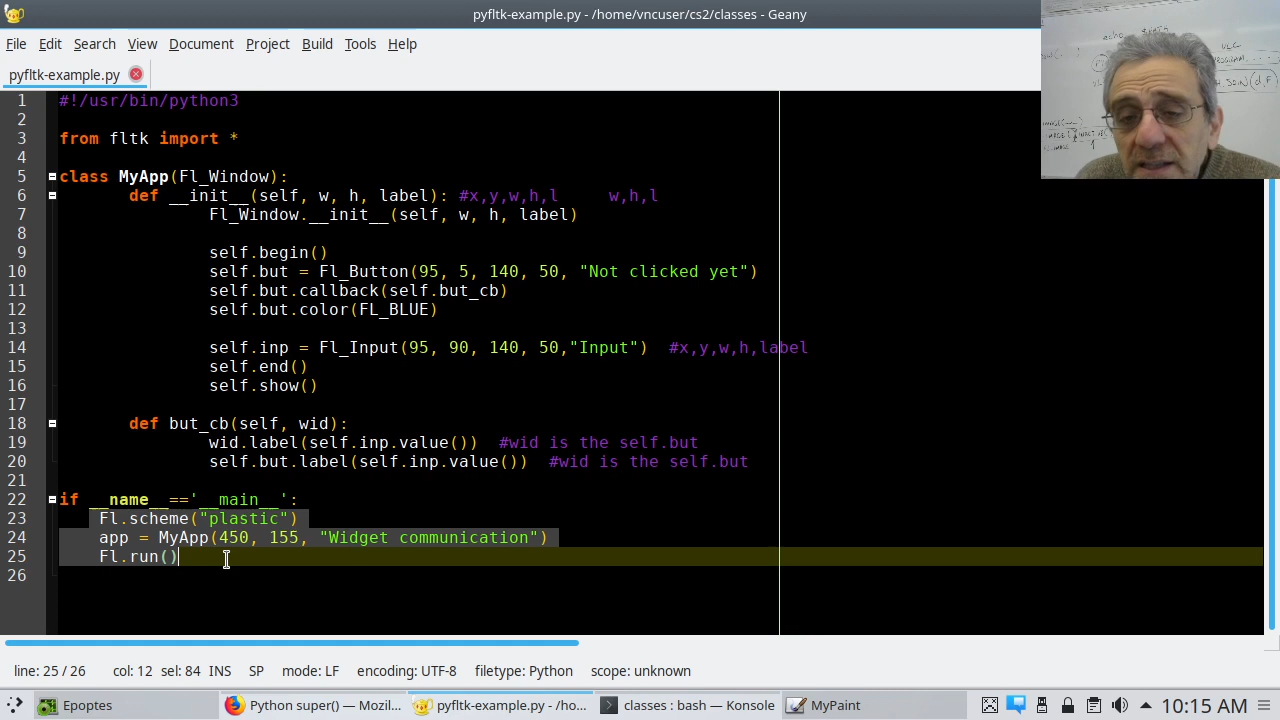 pyfltk-example.py - /home/vncuser/cs2/classes - Geany
File Edit Search View Document Project Build Tools Help
pyfltk-example.py
1 #!/usr/bin/python3
2
3 from fltk import *
4
5 class MyApp(Fl_Window):
6 def __init__(self, w, h, label): #x,y,w,h,l w,h,l
7 Fl_Window.__init__(self, w, h, label)
8
9 self.begin()
10 self.but = Fl_Button(95, 5, 140, 50, "Not clicked yet")
11 self.but.callback(self.but_cb)
12 self.but.color(FL_BLUE)
13
14 self.inp = Fl_Input(95, 90, 140, 50,"Input") #x,y,w,h,label
15 self.end()
16 self.show()
17
18 def but_cb(self, wid):
19 wid.label(self.inp.value()) #wid is the self.but
20 self.but.label(self.inp.value()) #wid is the self.but
21
22 if __name__=='__main__':
23 Fl.scheme("plastic")
24 app = MyApp(450, 155, "Widget communication")
25 Fl.run()
26
line: 25 / 26 col: 12 sel: 84 INS SP mode: LF encoding: UTF-8 filetype: Python scope: unknown
Epoptes Python super() — Mozil... pyfltk-example.py - /ho... classes : bash — Konsole MyPaint 10:15 AM
echo
VLC